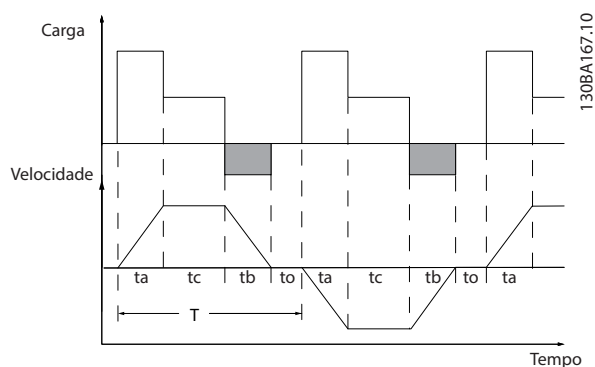 Carga
130BA167.10
Velocidade
ta tc tb to ta tc tb to ta
T
Tempo